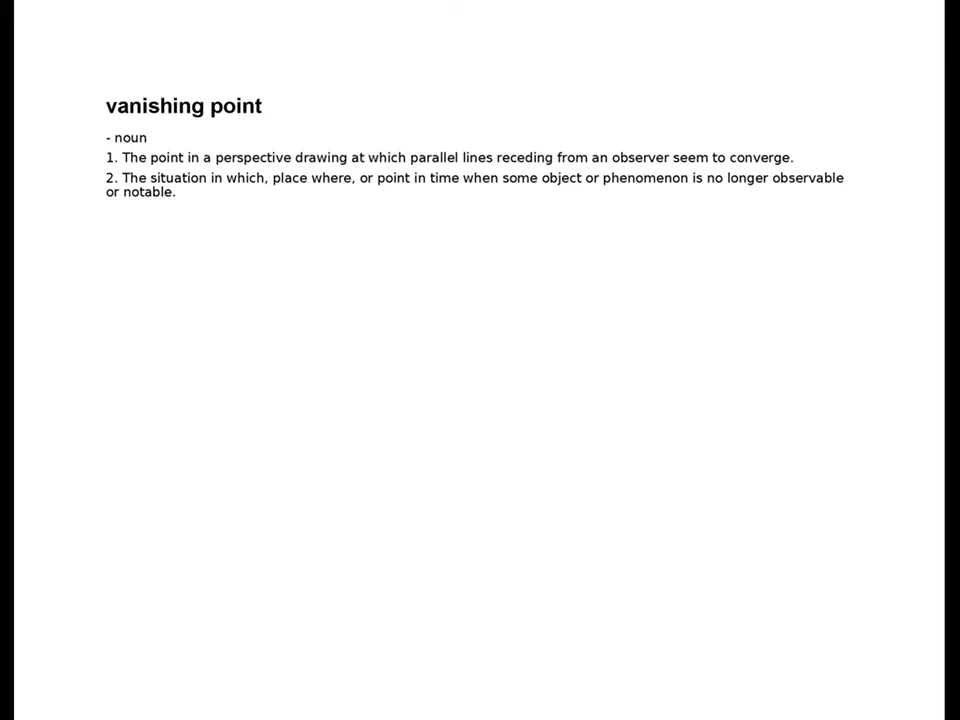 vanishing point
- noun
1. The point in a perspective drawing at which parallel lines receding from an observer seem to converge.
2. The situation in which, place where, or point in time when some object or phenomenon is no longer observable
or notable.